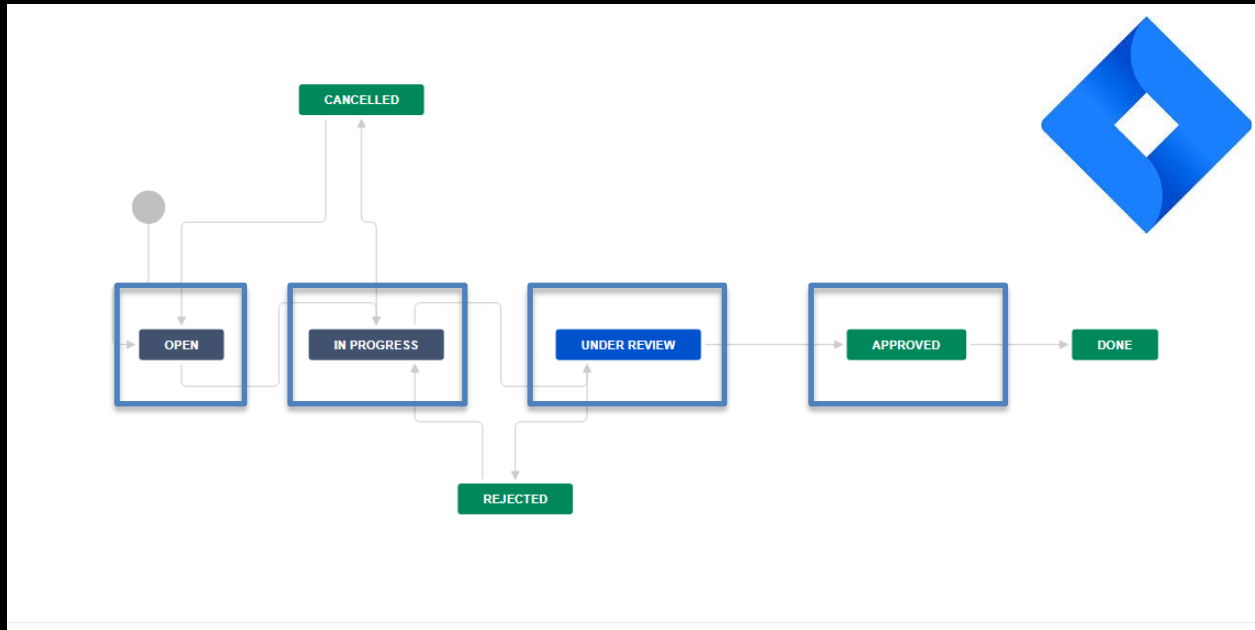 CANCELLED
OPEN
IN PROGRESS
UNDER REVIEW
APPROVED
DONE
REJECTED